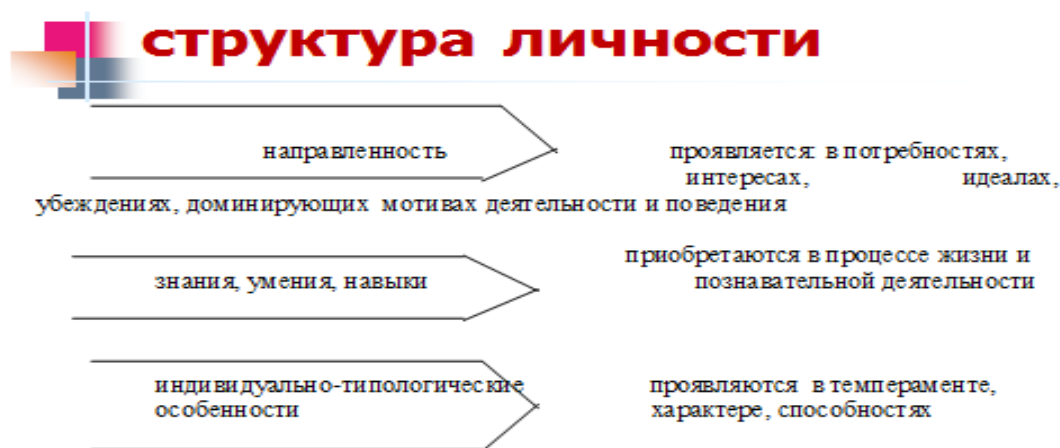 структура личности
направленность проявляется: в потребностях,
интересах, идеалах,
убеждениях, доминирующих мотивах деятельности и поведения
приобретаются в процессе жизни и
знания, умения, навыки познавательной деятельности
индивидуально-типологические проявляются в темпераменте,
особенности характере, способностях